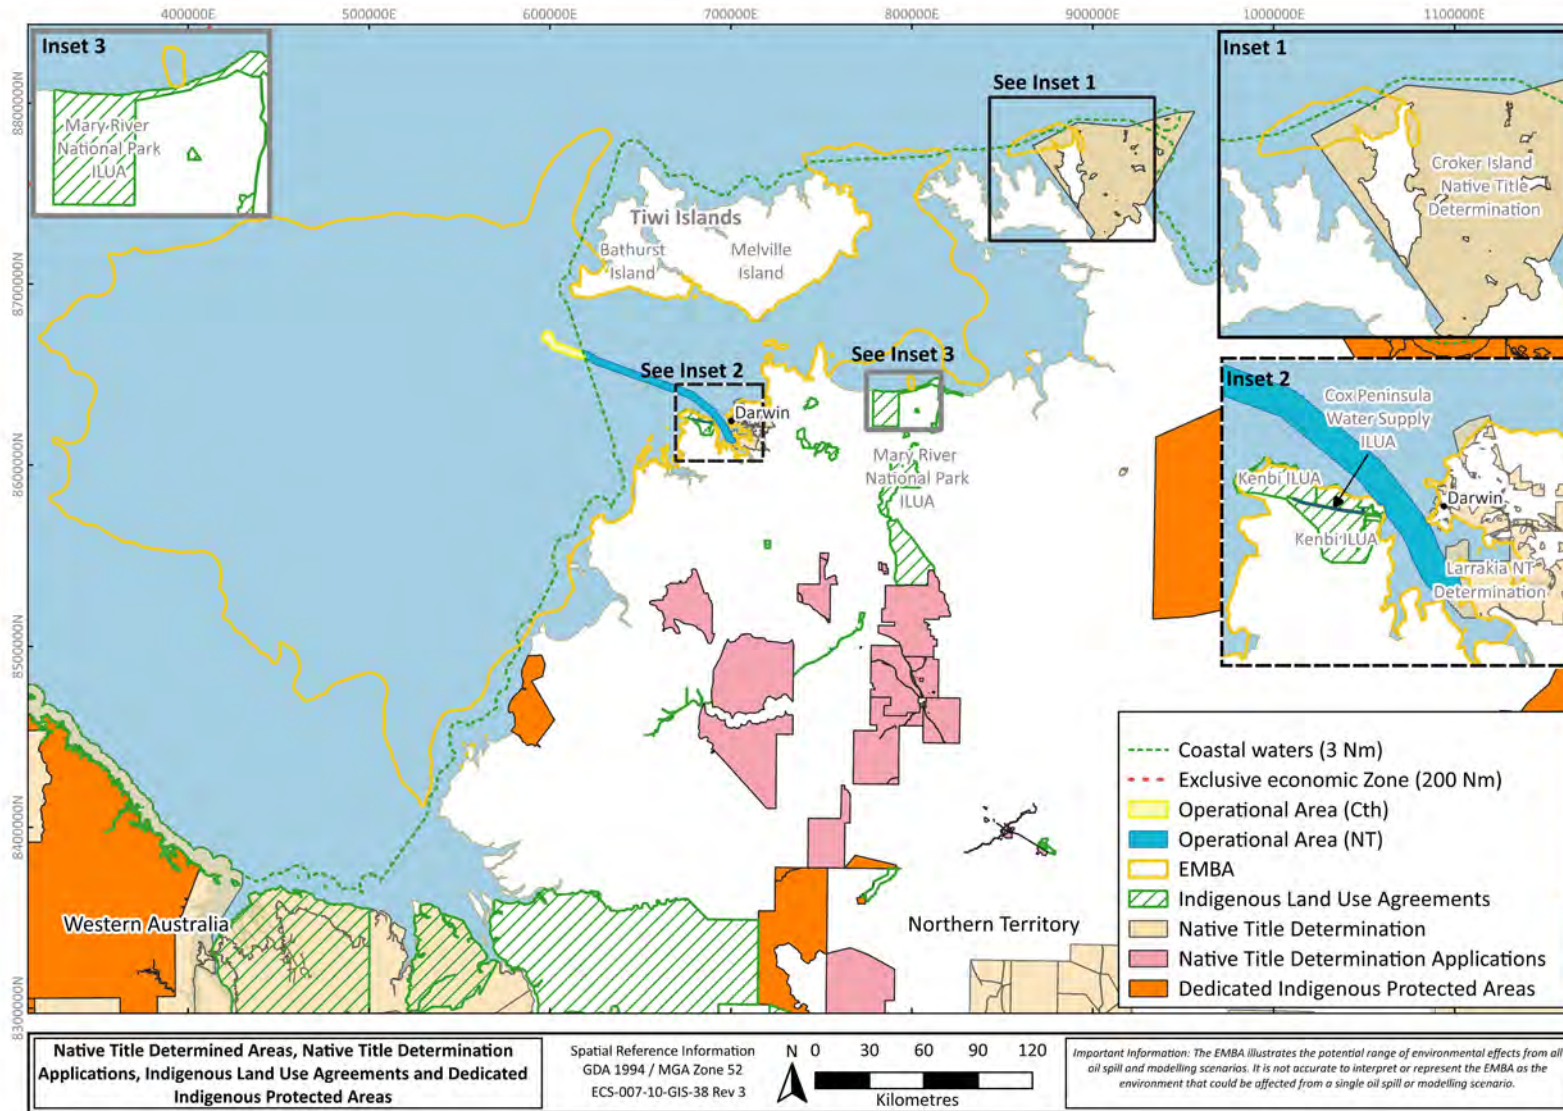 400000E 500000E 600000E 700000E 800000E 900000E 1000000E 1100000E
8800000N
8700000N
8600000N
8500000N
8400000N
8300000N
Inset 3
Mary River
National Park
ILUA
See Inset 1
Inset 1
Croker Island
Native Title
Determination
Tiwi Islands
Bathurst
Island
Melville
Island
See Inset 3
See Inset 2
Darwin
Mary River
National Park
ILUA
Inset 2
Cox Peninsula
Water Supply
ILUA
Kenbi ILUA
Darwin
Kenbi ILUA
Larrakia NT
Determination
Western Australia
Northern Territory
Coastal waters (3 Nm)
Exclusive economic Zone (200 Nm)
Operational Area (Cth)
Operational Area (NT)
EMBA
Indigenous Land Use Agreements
Native Title Determination
Native Title Determination Applications
Dedicated Indigenous Protected Areas
Native Title Determined Areas, Native Title Determination
Applications, Indigenous Land Use Agreements and Dedicated
Indigenous Protected Areas
Spatial Reference Information
GDA 1994 / MGA Zone 52
ECS-007-10-GIS-38 Rev 3
N 0 30 60 90 120
Kilometres
Important Information: The EMBA illustrates the potential range of environmental effects from all
oil spill and modelling scenarios. It is not accurate to interpret or represent the EMBA as the
environment that could be affected from a single oil spill or modelling scenario.